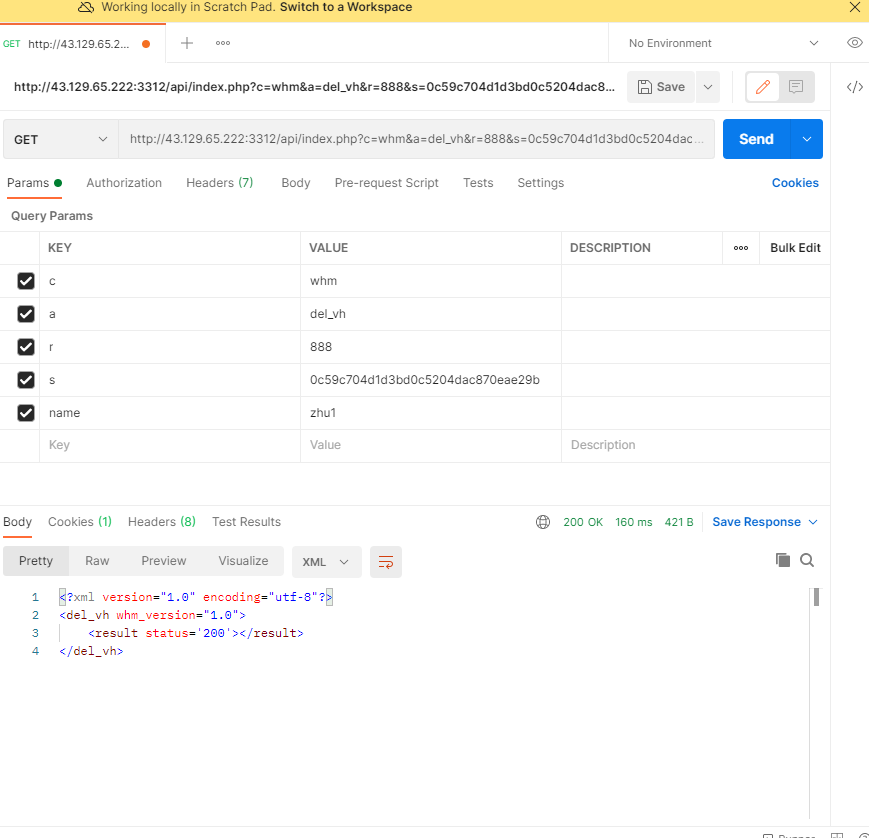 Working locally in Scratch Pad. Switch to a Workspace
GET http://43.129.65.2...
No Environment
http://43.129.65.222:3312/api/index.php?c=whm&a=del_vh&r=888&s=0c59c704d1d3bd0c5204dac8...
Save
GET
http://43.129.65.222:3312/api/index.php?c=whm&a=del_vh&r=888&s=0c59c704d1d3bd0c5204dac...
Send
Params Authorization Headers (7) Body Pre-request Script Tests Settings Cookies
Query Params
KEY VALUE DESCRIPTION Bulk Edit
c whm
a del_vh
r 888
s 0c59c704d1d3bd0c5204dac870eae29b
name zhu1
Key Value Description
Body Cookies (1) Headers (8) Test Results 200 OK 160 ms 421 B Save Response
Pretty Raw Preview Visualize XML
1 <?xml version="1.0" encoding="utf-8"?>
2 <del_vh whm_version="1.0">
3 <result status='200'></result>
4 </del_vh>